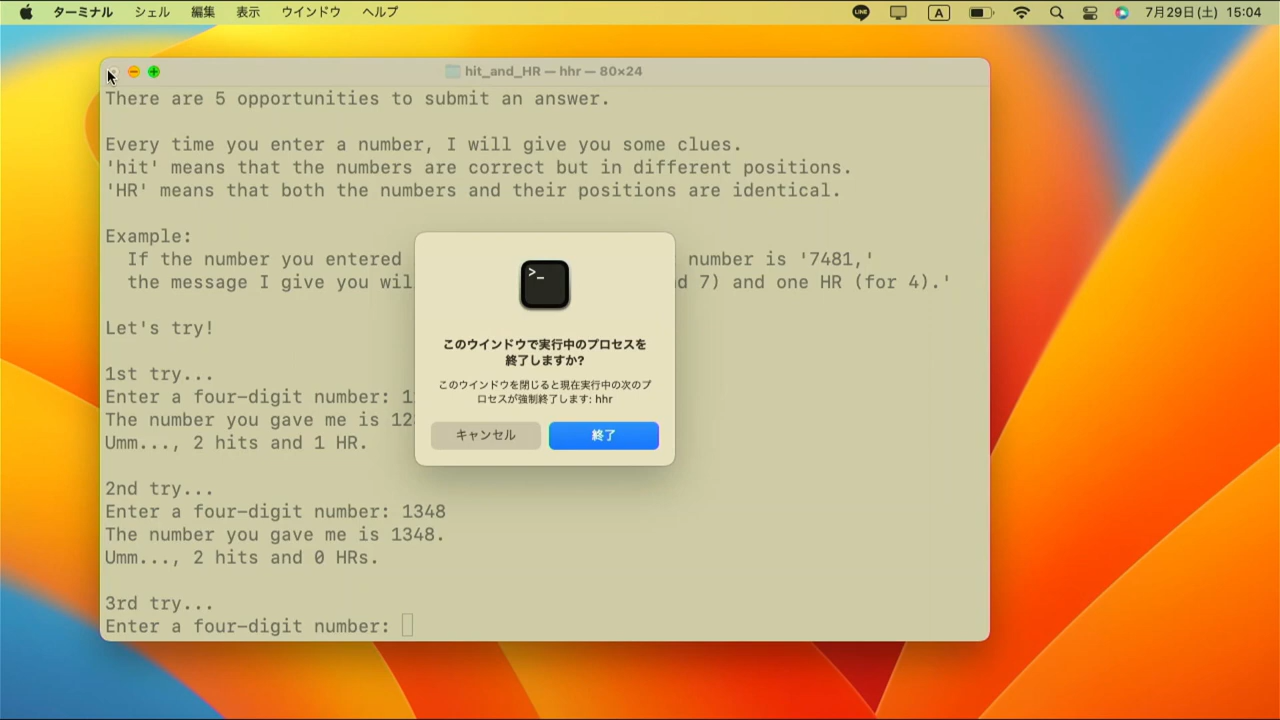 ターミナル シェル 編集 表示 ウインドウ ヘルプ LINE A 7月29日(土) 15:04
hit_and_HR — hhr — 80×24
There are 5 opportunities to submit an answer.
Every time you enter a number, I will give you some clues.
'hit' means that the numbers are correct but in different positions.
'HR' means that both the numbers and their positions are identical.
Example:
If the number you entered number is '7481,'
the message I give you wil d 7) and one HR (for 4).'
Let's try!
1st try...
Enter a four-digit number: 1
The number you gave me is 12
Umm..., 2 hits and 1 HR.
2nd try...
Enter a four-digit number: 1348
The number you gave me is 1348.
Umm..., 2 hits and 0 HRs.
3rd try...
Enter a four-digit number:
>_
このウインドウで実行中のプロセスを
終了しますか?
このウインドウを閉じると現在実行中の次のプ
ロセスが強制終了します: hhr
キャンセル 終了